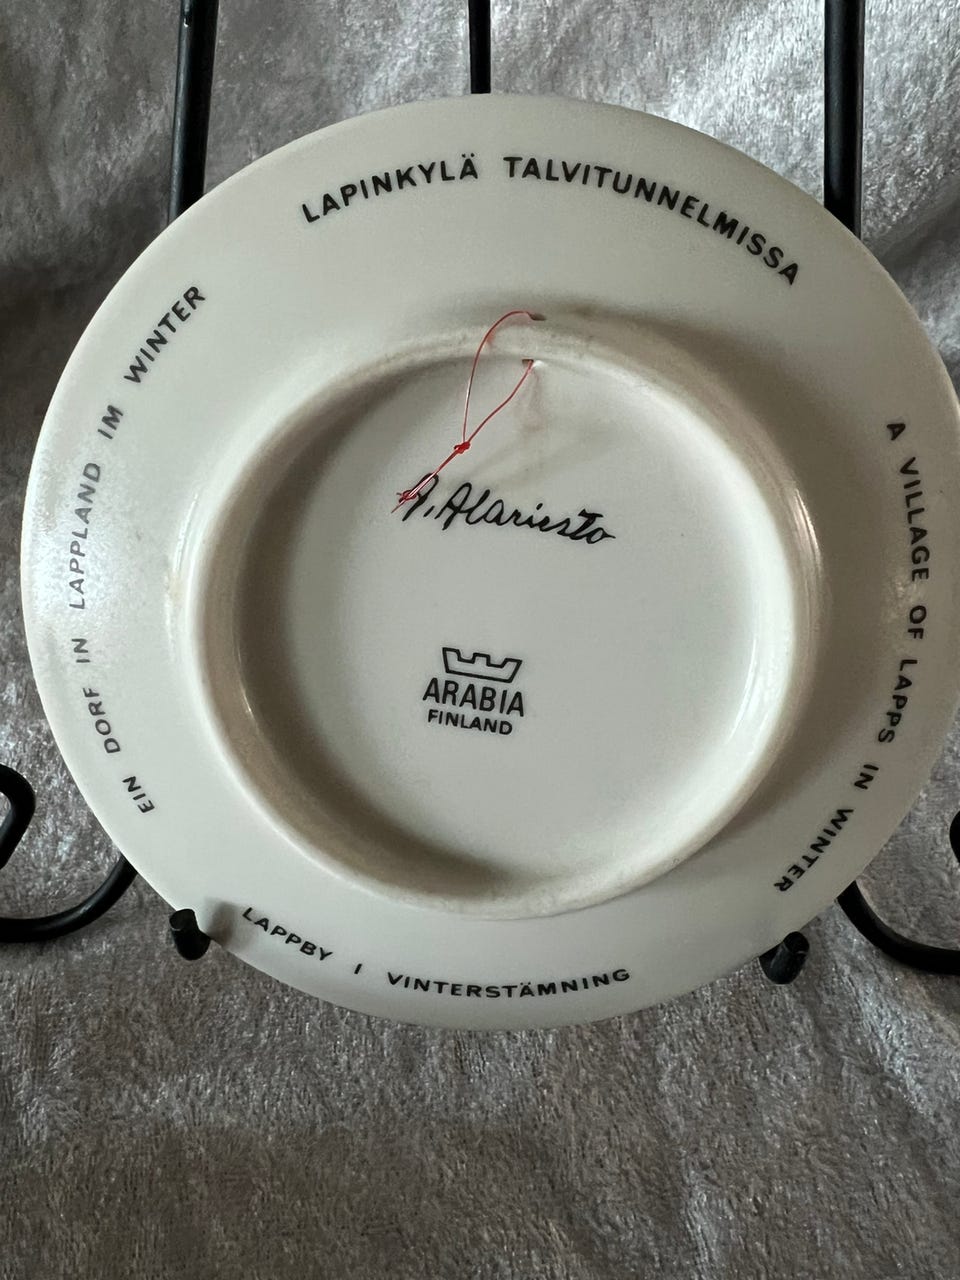 LAPINKYLÄ TALVITUNNELMISSA
A VILLAGE OF LAPPS IN WINTER
LAPPBY I VINTERSTÄMNING
EIN DORF IN LAPPLAND IM WINTER
A. Alariesto
ARABIA
FINLAND